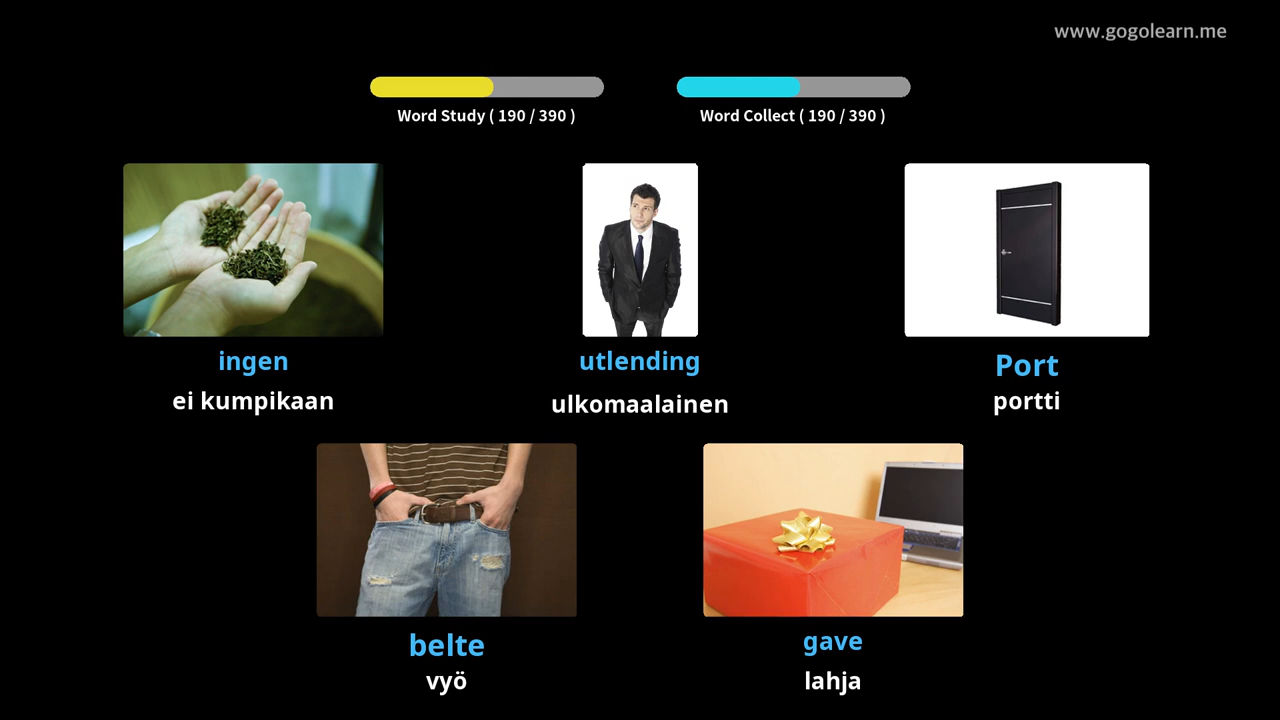 www.gogolearn.me
Word Study ( 190 / 390 )
Word Collect ( 190 / 390 )
ingen
ei kumpikaan
utlending
ulkomaalainen
Port
portti
belte
vyö
gave
lahja